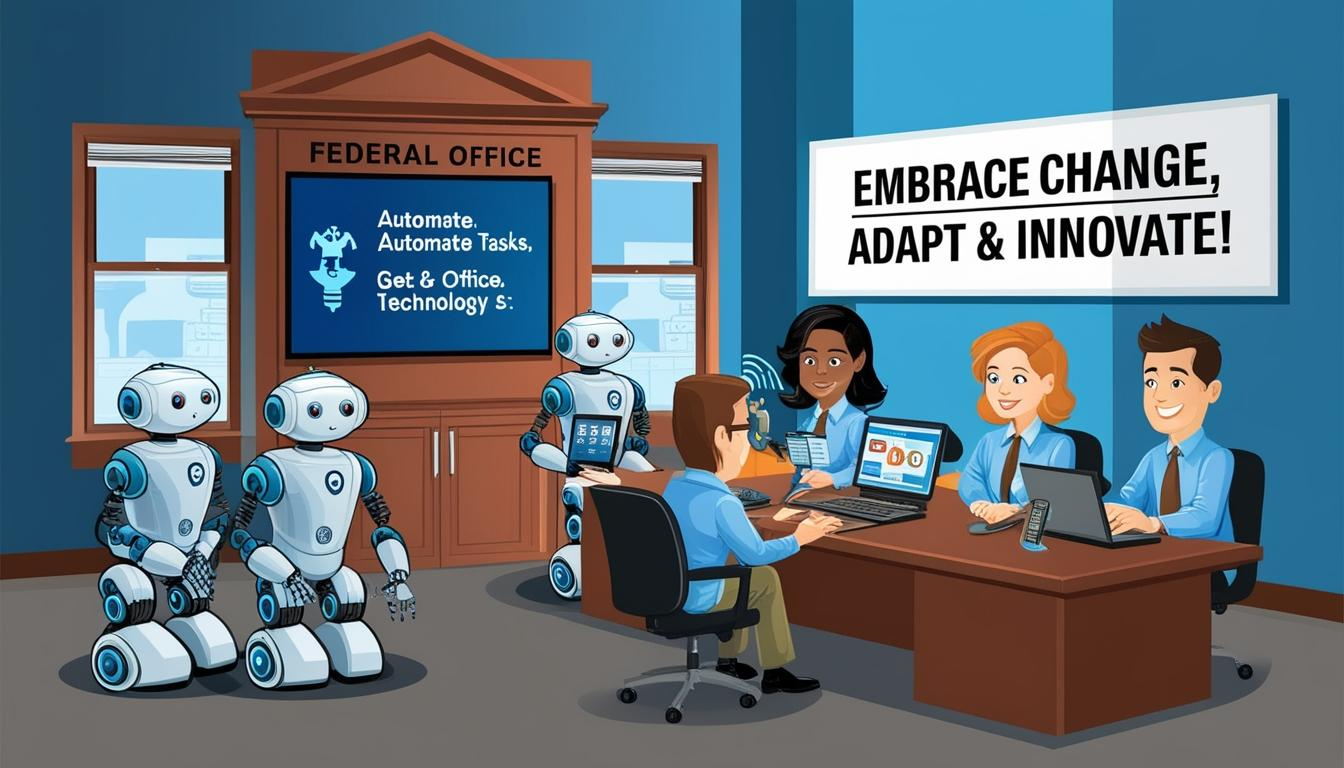 FEDERAL OFFICE
Automate.
Automate Tasks,
Get & Office.
Technology s:
EMBRACE CHANGE,
ADAPT & INNOVATE!